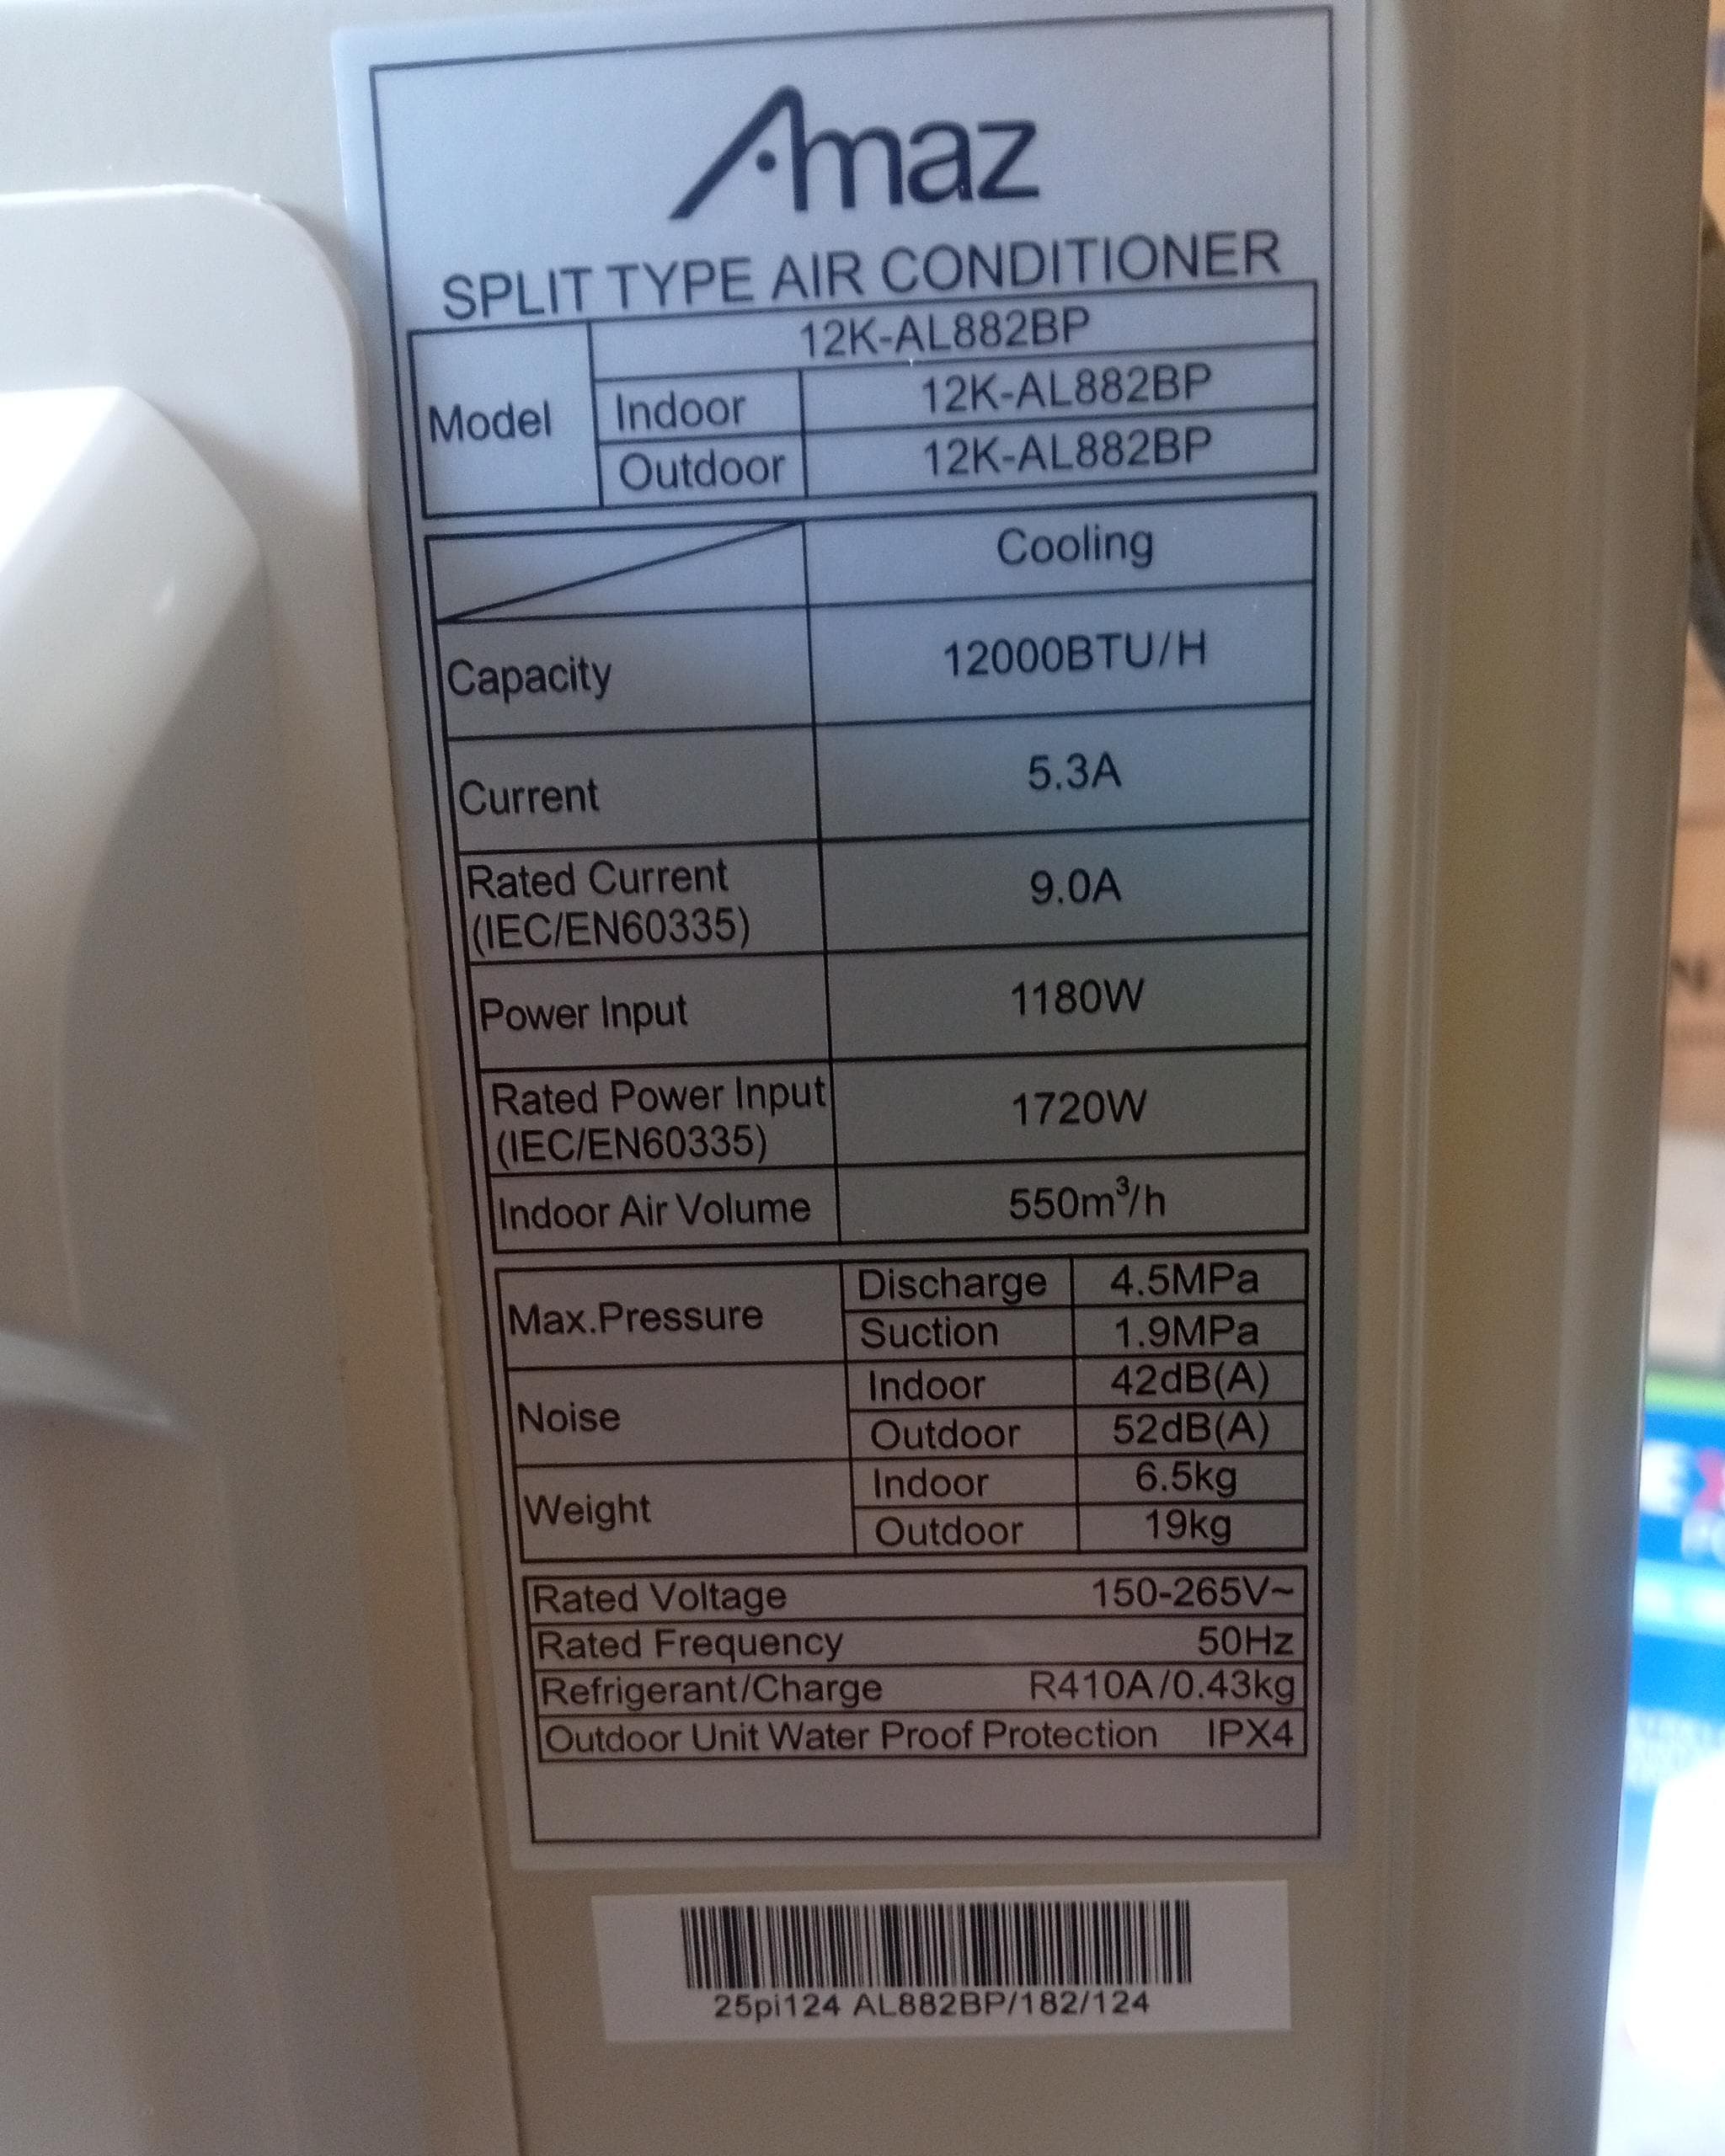 Amaz
SPLIT TYPE AIR CONDITIONER
Model 12K-AL882BP
Indoor 12K-AL882BP
Outdoor 12K-AL882BP
Cooling
Capacity 12000BTU/H
Current 5.3A
Rated Current
(IEC/EN60335) 9.0A
Power Input 1180W
Rated Power Input
(IEC/EN60335) 1720W
Indoor Air Volume 550m³/h
Max.Pressure Discharge 4.5MPa
Suction 1.9MPa
Noise Indoor 42dB(A)
Outdoor 52dB(A)
Weight Indoor 6.5kg
Outdoor 19kg
Rated Voltage 150-265V~
Rated Frequency 50Hz
Refrigerant/Charge R410A/0.43kg
Outdoor Unit Water Proof Protection IPX4
25pi124 AL882BP/182/124